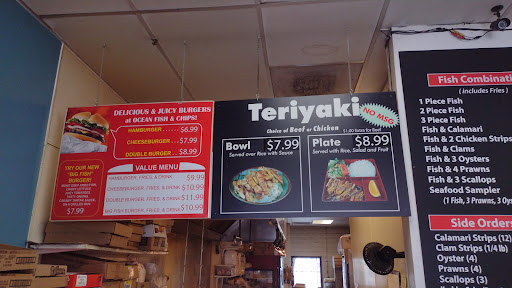 DELICIOUS & JUICY BURGERS
at OCEAN FISH & CHIPS!
HAMBURGER ...... $6.99
CHEESEBURGER ..... $7.99
DOUBLE BURGER .. $8.99
TRY OUR NEW
"BIG FISH"
BURGER!
$7.99
VALUE MENU
HAMBURGER, FRIES, & DRINK $9.99
CHEESEBURGER, FRIES, & DRINK $10.99
DOUBLE BURGER, FRIES, & DRINK $11.99
BIG FISH BURGER, FRIES, & DRINK $10.99
Teriyaki
NO MSG
Choice of Beef or Chicken
$1.00 Extra for Beef
Bowl $7.99
Served over Rice with Sauce
Plate $8.99
Served with Rice, Salad and Fruit
Fish Combinati
(includes Fries)
1 Piece Fish
2 Piece Fish
3 Piece Fish
Fish & Calamari
Fish & 2 Chicken Strips
Fish & Clams
Fish & 3 Oysters
Fish & 4 Prawns
Fish & 3 Scallops
Seafood Sampler
(1 Fish, 3 Prawns, 3 Oys
Side Orders
Calamari Strips (12)
Clam Strips (1/4 lb)
Oyster (4)
Prawns (4)
Scallops (3)